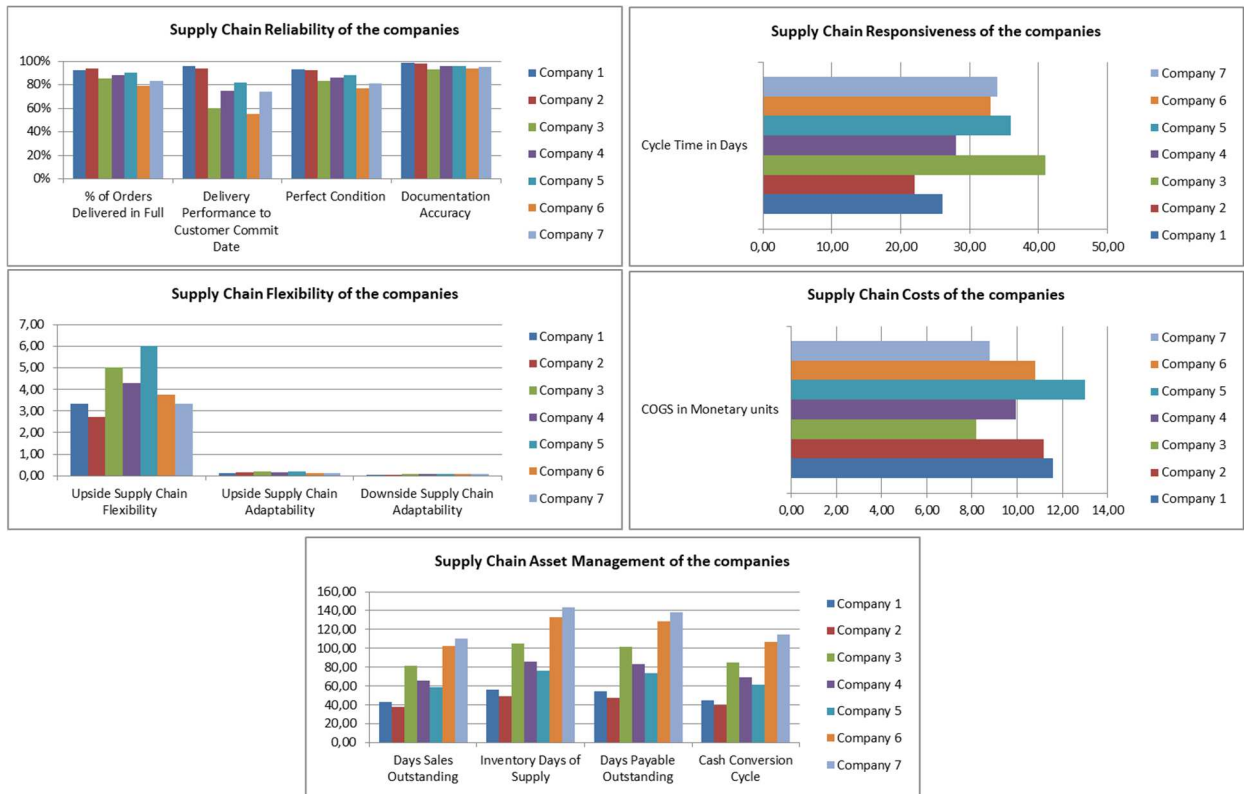 Supply Chain Reliability of the companies
100%
80%
60%
40%
20%
0%
% of Orders
Delivered in Full
Delivery
Performance to
Customer Commit
Date
Perfect Condition
Documentation
Accuracy
Company 1
Company 2
Company 3
Company 4
Company 5
Company 6
Company 7
Supply Chain Responsiveness of the companies
Cycle Time in Days
0,00 10,00 20,00 30,00 40,00 50,00
Company 7
Company 6
Company 5
Company 4
Company 3
Company 2
Company 1
Supply Chain Flexibility of the companies
7,00
6,00
5,00
4,00
3,00
2,00
1,00
0,00
Upside Supply Chain
Flexibility
Upside Supply Chain
Adaptability
Downside Supply Chain
Adaptability
Company 1
Company 2
Company 3
Company 4
Company 5
Company 6
Company 7
Supply Chain Costs of the companies
COGS in Monetary units
0,00 2,00 4,00 6,00 8,00 10,00 12,00 14,00
Company 7
Company 6
Company 5
Company 4
Company 3
Company 2
Company 1
Supply Chain Asset Management of the companies
160,00
140,00
120,00
100,00
80,00
60,00
40,00
20,00
0,00
Days Sales
Outstanding
Inventory Days of
Supply
Days Payable
Outstanding
Cash Conversion
Cycle
Company 1
Company 2
Company 3
Company 4
Company 5
Company 6
Company 7